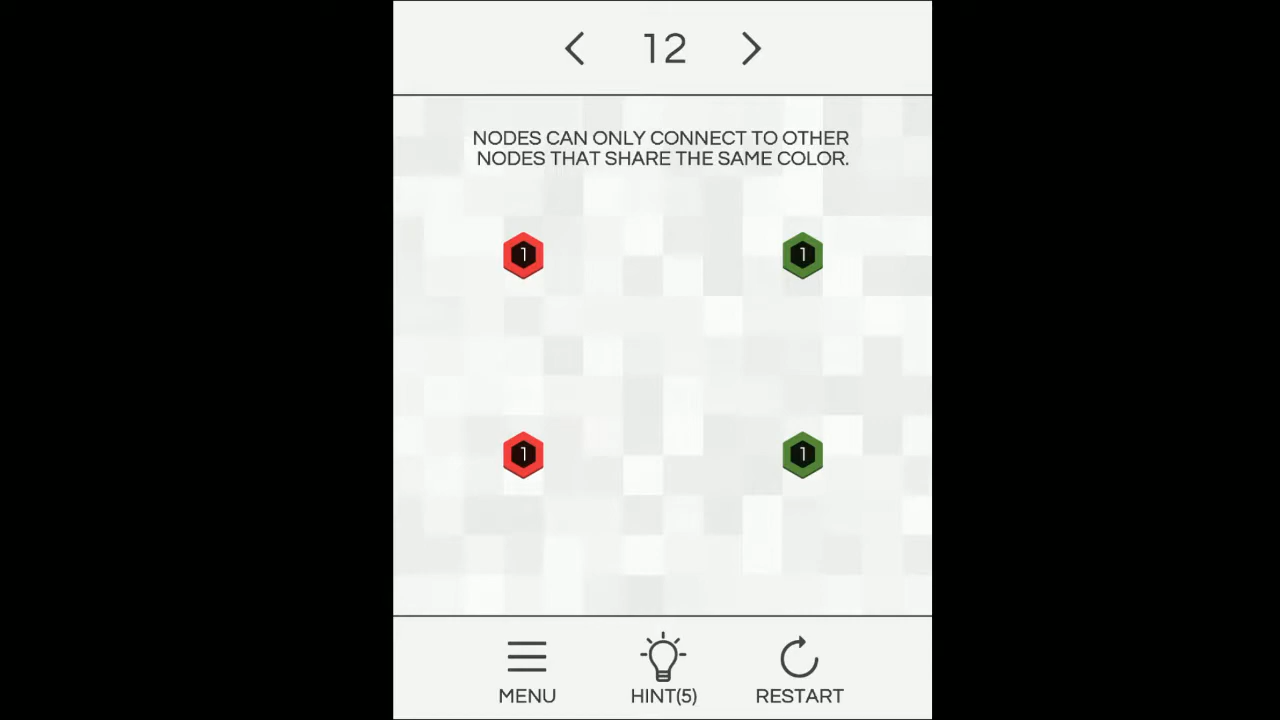 12
NODES CAN ONLY CONNECT TO OTHER
NODES THAT SHARE THE SAME COLOR.
1 1
1 1
MENU HINT(5) RESTART